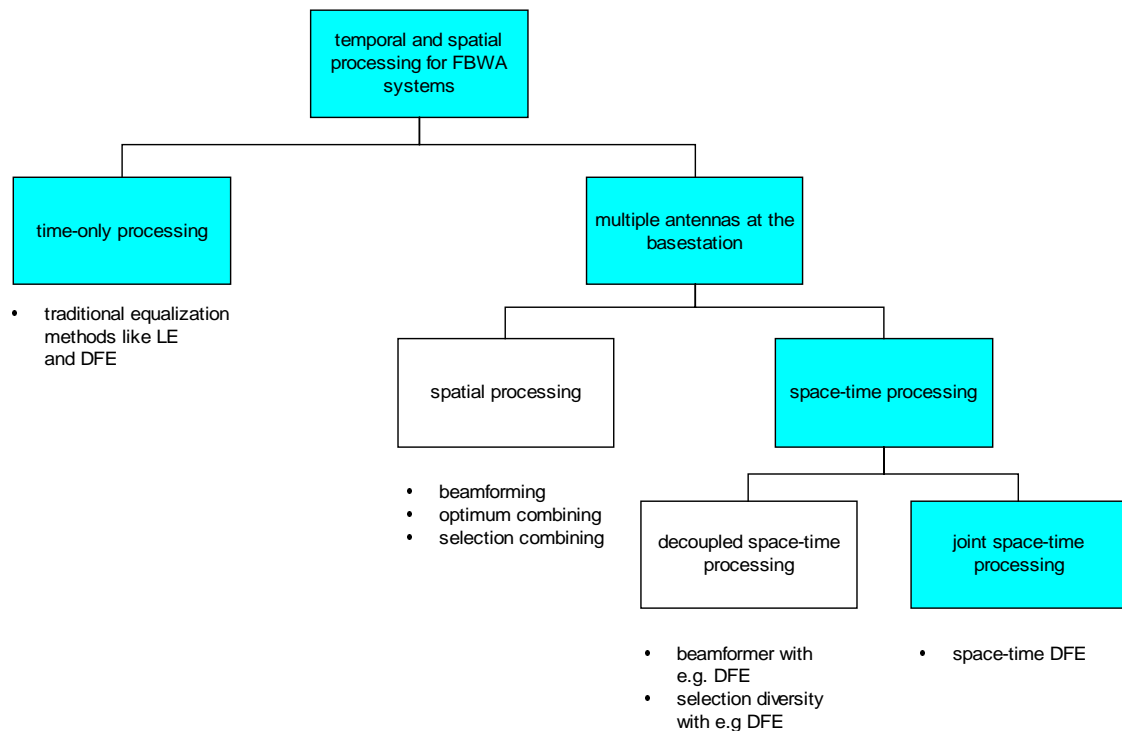 temporal and spatial
processing for FBWA
systems
time-only processing
multiple antennas at the
basestation
• traditional equalization
methods like LE
and DFE
spatial processing
space-time processing
• beamforming
• optimum combining
• selection combining
decoupled space-time
processing
joint space-time
processing
• beamformer with
e.g. DFE
• selection diversity
with e.g DFE
• space-time DFE